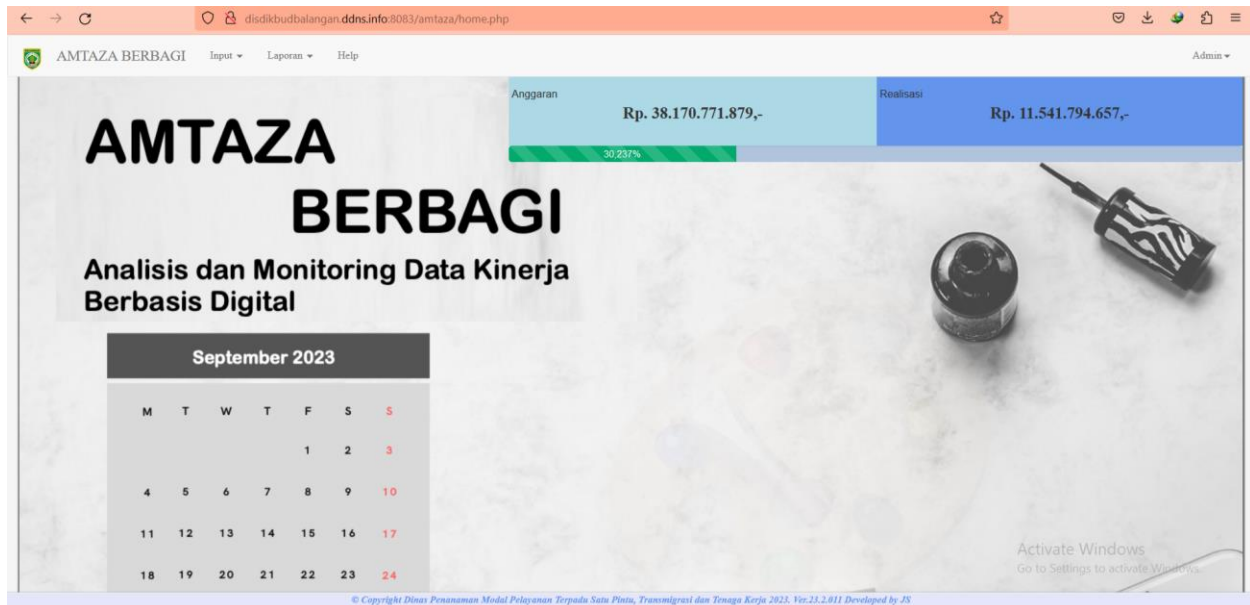 disdikbudbalangan.ddns.info:8083/amtaza/home.php
AMTAZA BERBAGI Input Laporan Help Admin
Anggaran
Rp. 38.170.771.879,-
Realisasi
Rp. 11.541.794.657,-
30,237%
AMTAZA
BERBAGI
Analisis dan Monitoring Data Kinerja
Berbasis Digital
September 2023
M T W T F S S
1 2 3
4 5 6 7 8 9 10
11 12 13 14 15 16 17
18 19 20 21 22 23 24
Activate Windows
Go to Settings to activate Windows.
© Copyright Dinas Penanaman Modal Pelayanan Terpadu Satu Pintu, Transmigrasi dan Tenaga Kerja 2023. Ver.23.2.011 Developed by JS